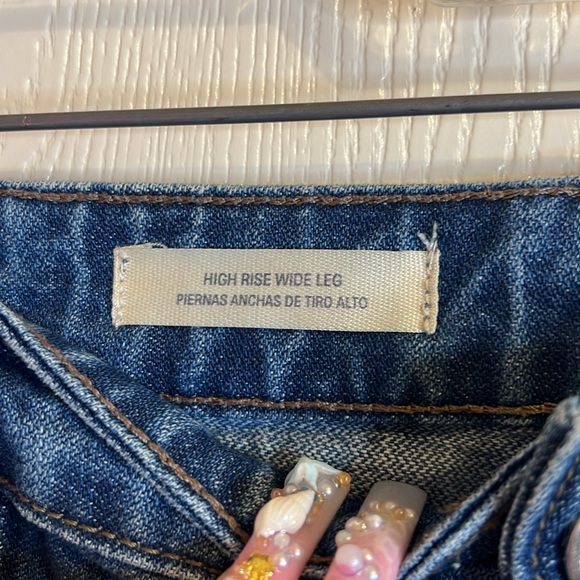 HIGH RISE WIDE LEG
PIERNAS ANCHAS DE TIRO ALTO